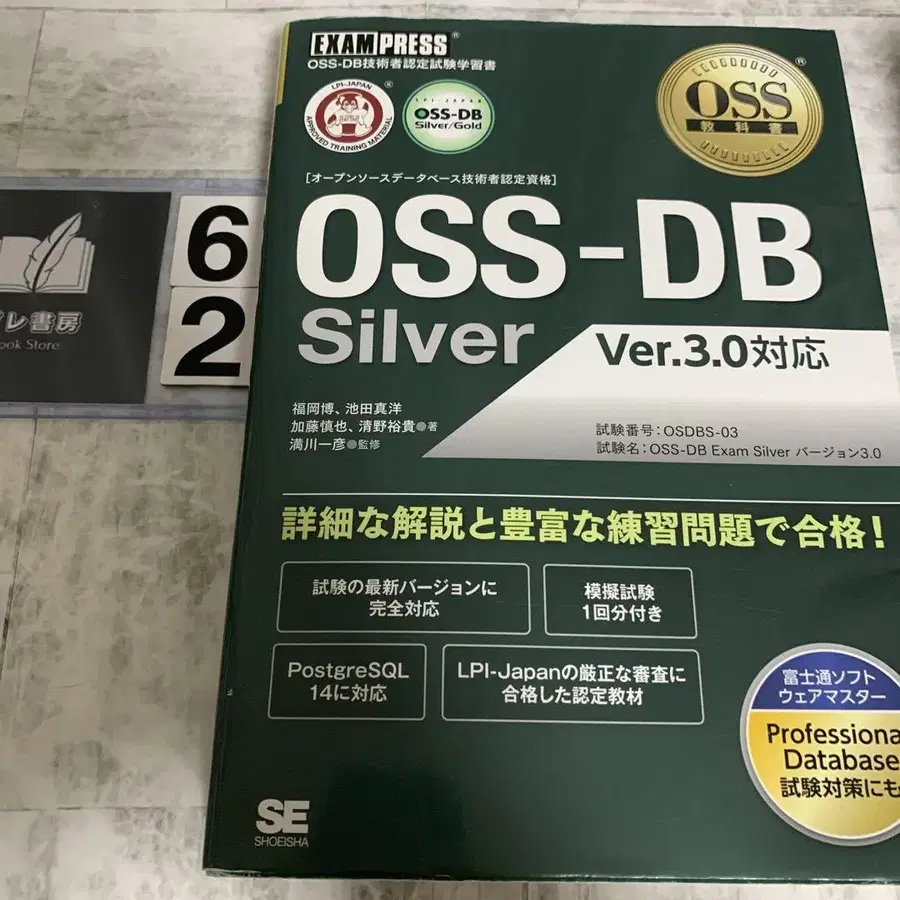 EXAMPRESS®
OSS-DB技術者認定試験学習書
LPI-JAPAN
®
APPROVED TRAINING MATERIAL
LPI-JAPAN
OSS-DB
Silver/Gold
OSS
®
教科書
[オープンソースデータベース技術者認定資格]
OSS-DB
Silver
Ver.3.0対応
福岡博、池田真洋
加藤慎也、清野裕貴●著
満川一彦●監修
試験番号:OSDBS-03
試験名:OSS-DB Exam Silver バージョン3.0
詳細な解説と豊富な練習問題で合格!
試験の最新バージョンに
完全対応
模擬試験
1回分付き
PostgreSQL
14に対応
LPI-Japanの厳正な審査に
合格した認定教材
富士通ソフト
ウェアマスター
Professiona
Database
試験対策にも
SE
SHOEISHA
6
2
レ書房
ook Store